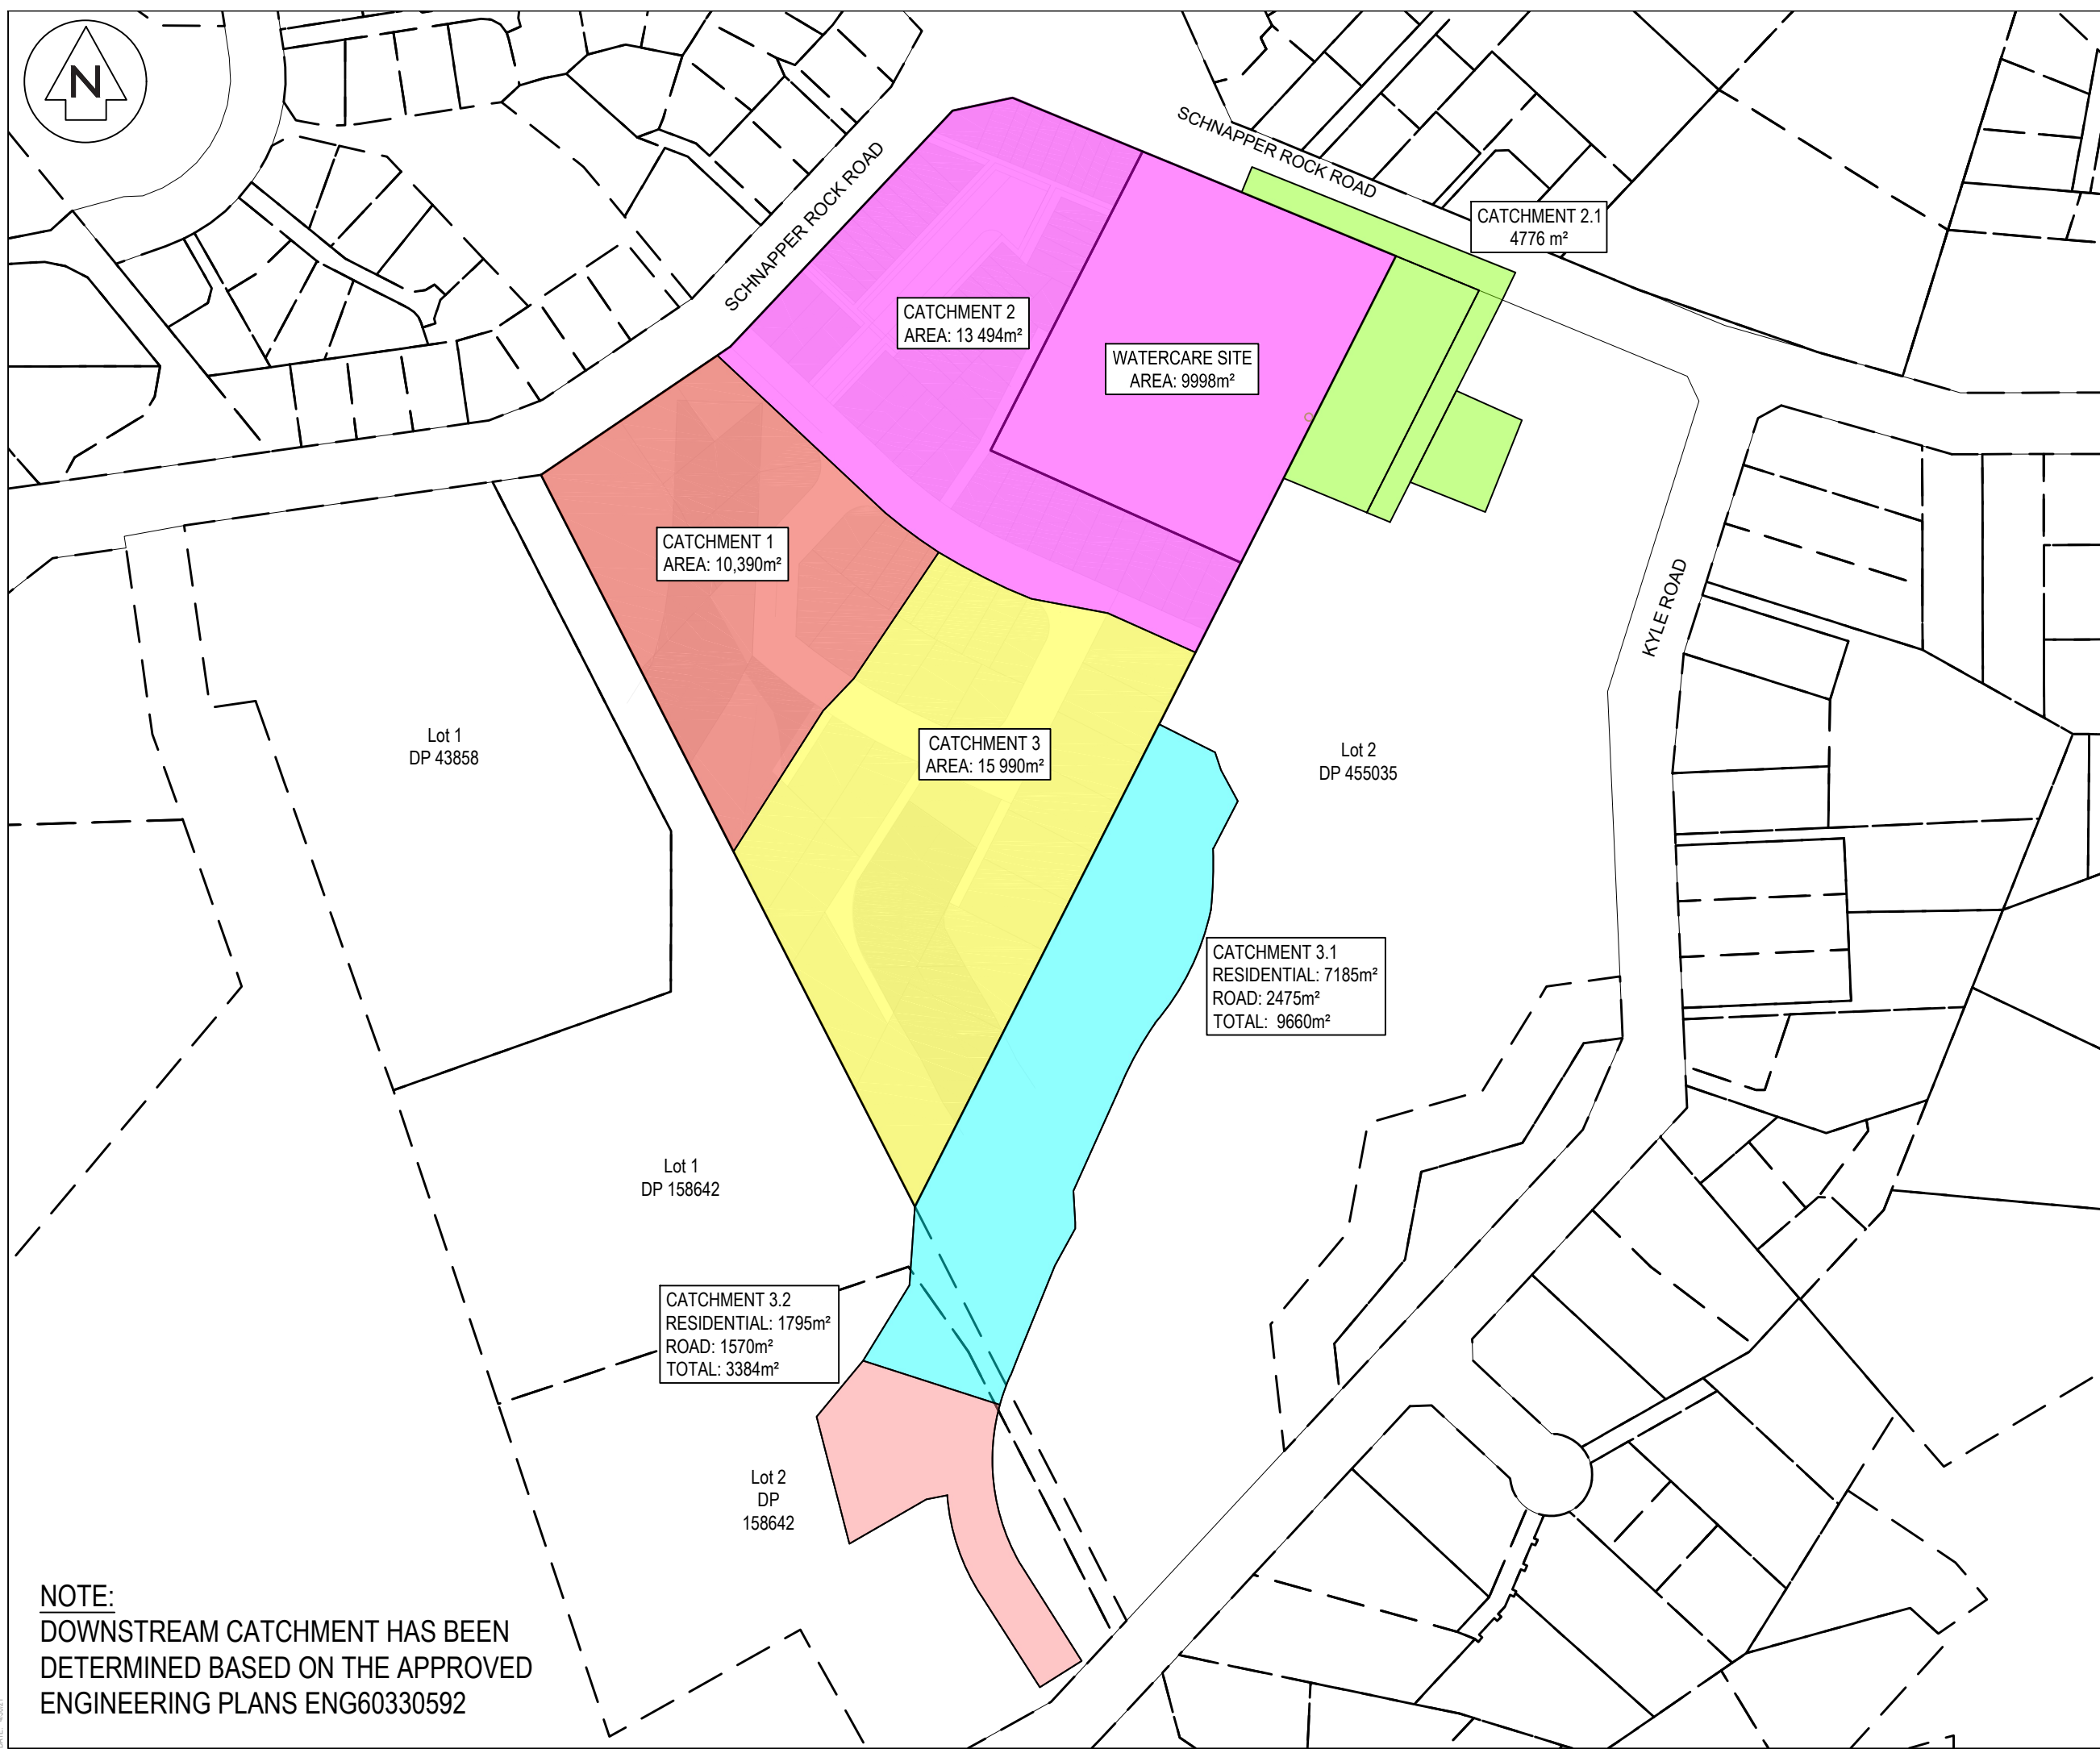 N
SCHNAPPER ROCK ROAD
SCHNAPPER ROCK ROAD
CATCHMENT 2.1
4776 m²
CATCHMENT 2
AREA: 13 494m²
WATERCARE SITE
AREA: 9998m²
CATCHMENT 1
AREA: 10,390m²
KYLE ROAD
Lot 1
DP 43858
CATCHMENT 3
AREA: 15 990m²
Lot 2
DP 455035
CATCHMENT 3.1
RESIDENTIAL: 7185m²
ROAD: 2475m²
TOTAL: 9660m²
Lot 1
DP 158642
CATCHMENT 3.2
RESIDENTIAL: 1795m²
ROAD: 1570m²
TOTAL: 3384m²
Lot 2
DP
158642
NOTE:
DOWNSTREAM CATCHMENT HAS BEEN
DETERMINED BASED ON THE APPROVED
ENGINEERING PLANS ENG60330592